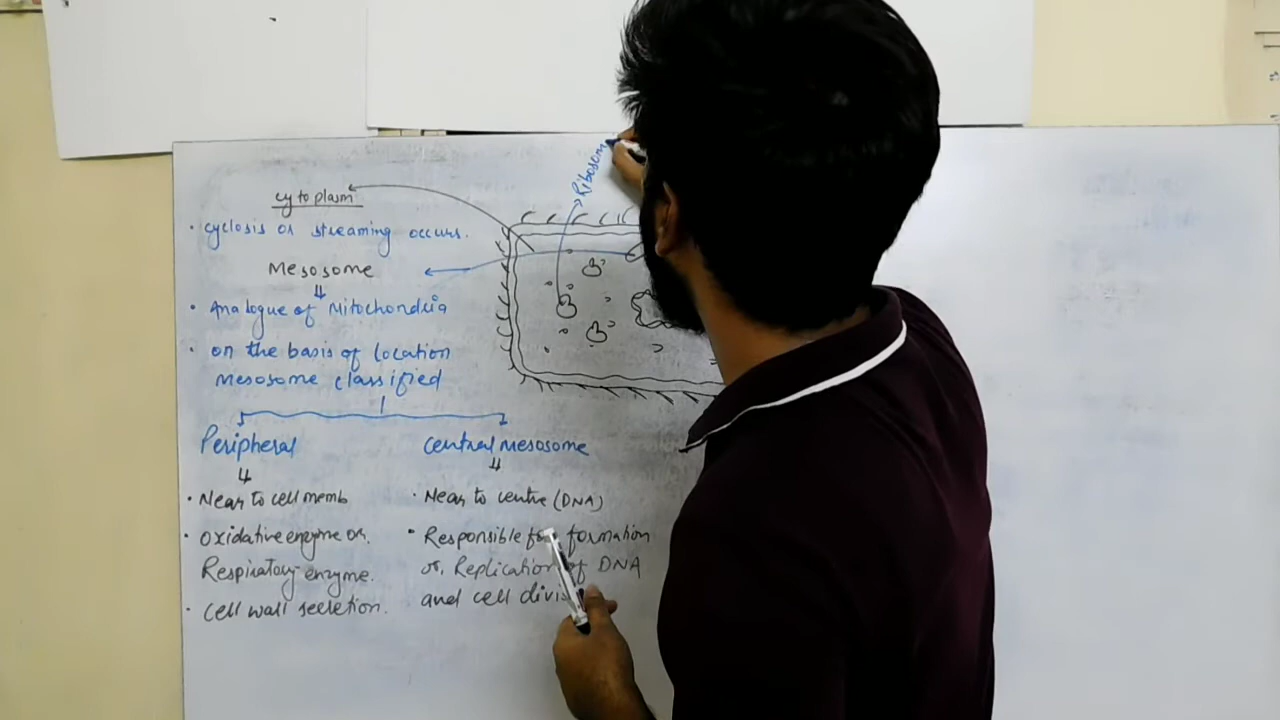 Ribosom
cytoplasm
• cyclosis or streaming occurs.
Mesosome
• Analogue of Mitochondria
• on the basis of location
mesosome classified
Peripheral
central mesosome
• Near to cell memb
• Oxidative enzyme or.
Respiratory enzyme.
• Cell wall secretion.
• Near to centre (DNA)
• Responsible for formation
or. Replication of DNA
and cell divi